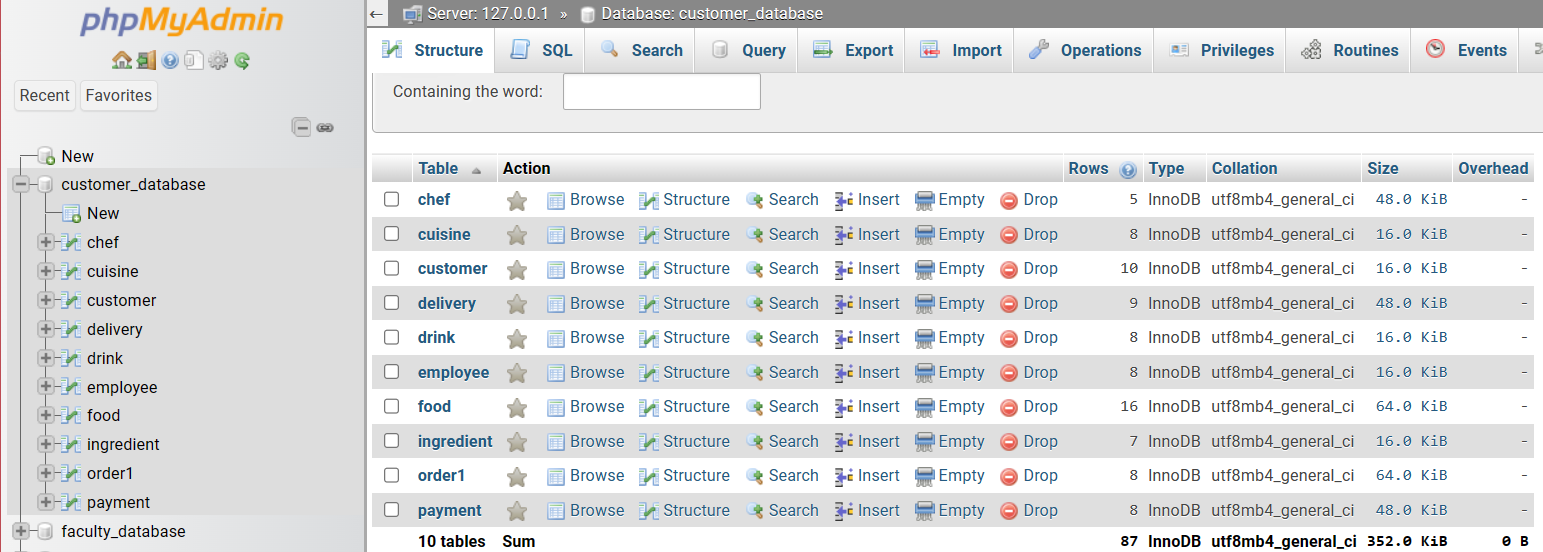 phpMyAdmin
Recent Favorites
New
customer_database
New
chef
cuisine
customer
delivery
drink
employee
food
ingredient
order1
payment
faculty_database
Server: 127.0.0.1 » Database: customer_database
Structure SQL Search Query Export Import Operations Privileges Routines Events
Containing the word:
Table Action Rows Type Collation Size Overhead
chef Browse Structure Search Insert Empty Drop 5 InnoDB utf8mb4_general_ci 48.0 KiB -
cuisine Browse Structure Search Insert Empty Drop 8 InnoDB utf8mb4_general_ci 16.0 KiB -
customer Browse Structure Search Insert Empty Drop 10 InnoDB utf8mb4_general_ci 16.0 KiB -
delivery Browse Structure Search Insert Empty Drop 9 InnoDB utf8mb4_general_ci 48.0 KiB -
drink Browse Structure Search Insert Empty Drop 8 InnoDB utf8mb4_general_ci 16.0 KiB -
employee Browse Structure Search Insert Empty Drop 8 InnoDB utf8mb4_general_ci 16.0 KiB -
food Browse Structure Search Insert Empty Drop 16 InnoDB utf8mb4_general_ci 64.0 KiB -
ingredient Browse Structure Search Insert Empty Drop 7 InnoDB utf8mb4_general_ci 16.0 KiB -
order1 Browse Structure Search Insert Empty Drop 8 InnoDB utf8mb4_general_ci 64.0 KiB -
payment Browse Structure Search Insert Empty Drop 8 InnoDB utf8mb4_general_ci 48.0 KiB -
10 tables Sum 87 InnoDB utf8mb4_general_ci 352.0 KiB 0 B